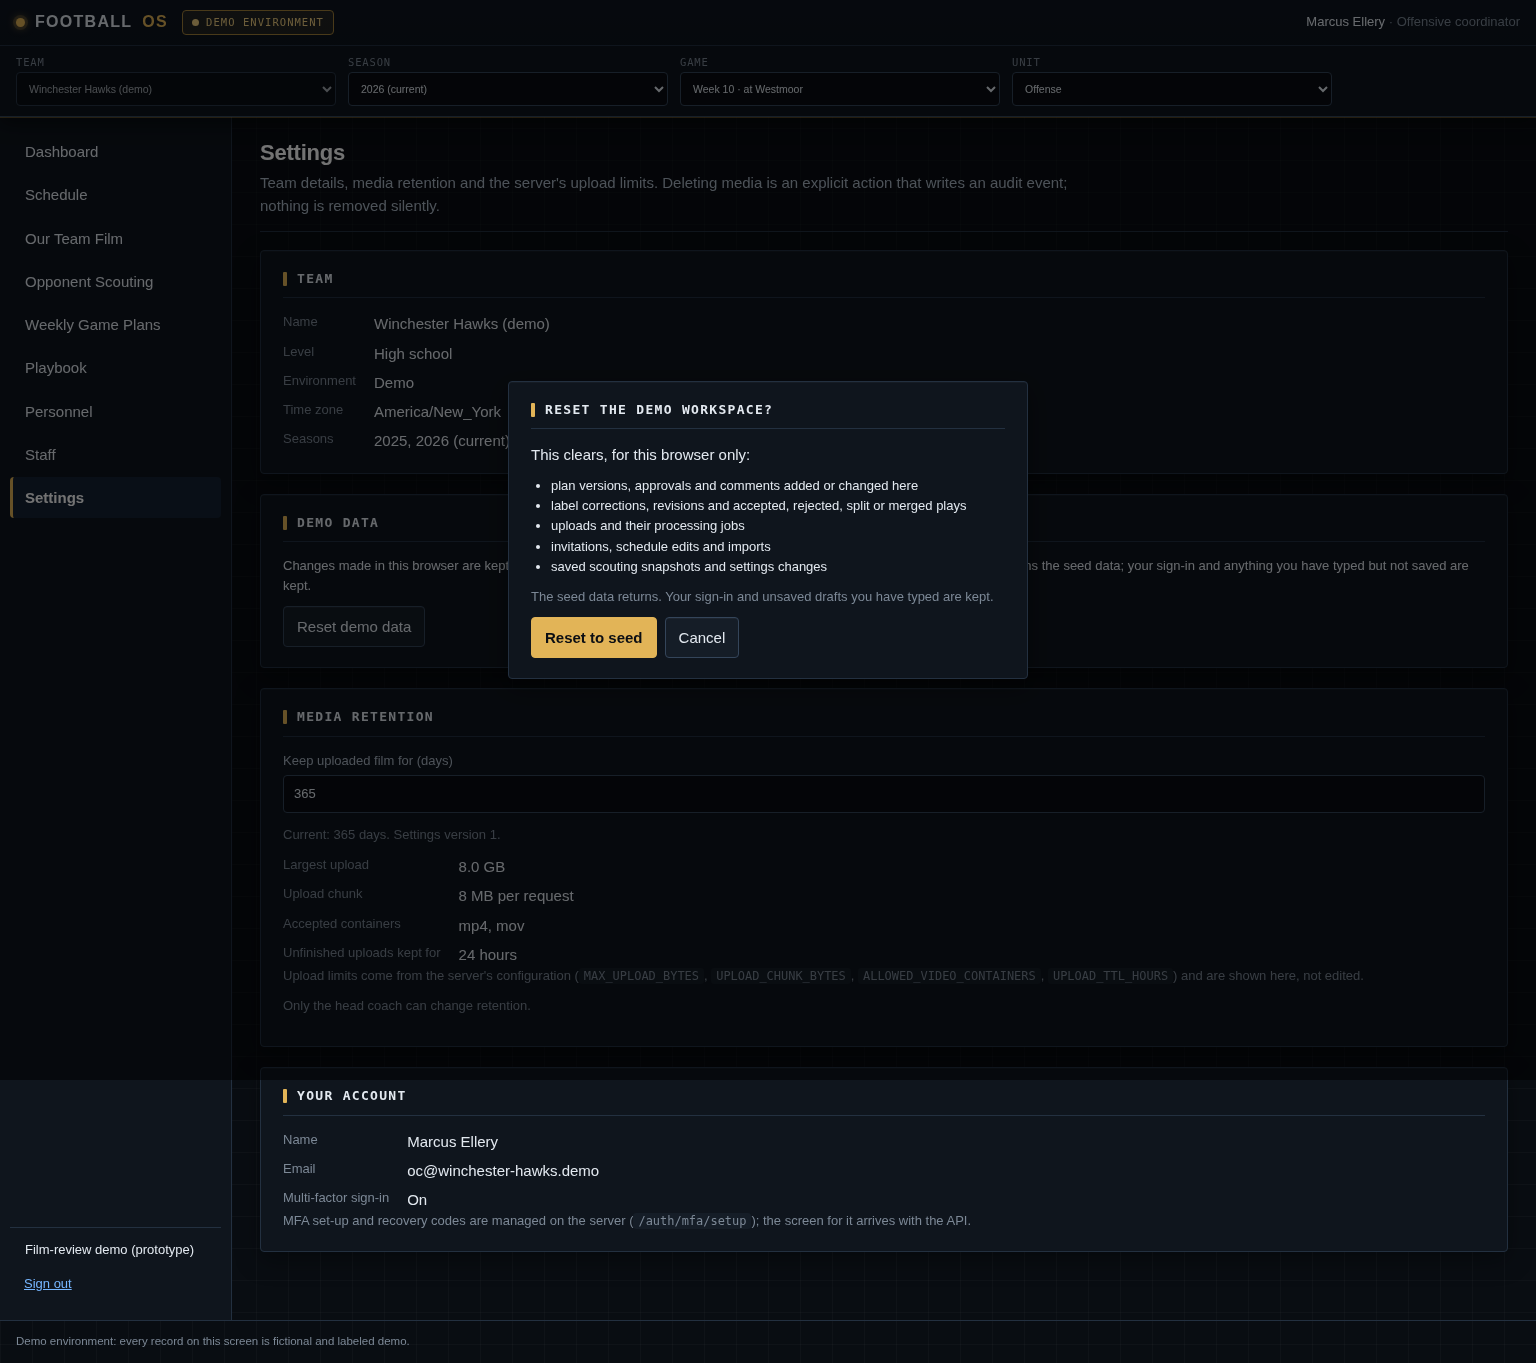 FOOTBALL OS
DEMO ENVIRONMENT
Marcus Ellery · Offensive coordinator
TEAM
SEASON
GAME
UNIT
Winchester Hawks (demo)
2026 (current)
Week 10 · at Westmoor
Offense
Dashboard
Schedule
Our Team Film
Opponent Scouting
Weekly Game Plans
Playbook
Personnel
Staff
Settings
Film-review demo (prototype)
Sign out
Settings
Team details, media retention and the server's upload limits. Deleting media is an explicit action that writes an audit event;
nothing is removed silently.
TEAM
Name Winchester Hawks (demo)
Level High school
Environment Demo
Time zone America/New_York
Seasons 2025, 2026 (current)
DEMO DATA
Changes made in this browser are kept
the seed data; your sign-in and anything you have typed but not saved are
kept.
Reset demo data
RESET THE DEMO WORKSPACE?
This clears, for this browser only:
• plan versions, approvals and comments added or changed here
• label corrections, revisions and accepted, rejected, split or merged plays
• uploads and their processing jobs
• invitations, schedule edits and imports
• saved scouting snapshots and settings changes
The seed data returns. Your sign-in and unsaved drafts you have typed are kept.
Reset to seed
Cancel
MEDIA RETENTION
Keep uploaded film for (days)
365
Current: 365 days. Settings version 1.
Largest upload 8.0 GB
Upload chunk 8 MB per request
Accepted containers mp4, mov
Unfinished uploads kept for 24 hours
Upload limits come from the server's configuration ( MAX_UPLOAD_BYTES , UPLOAD_CHUNK_BYTES , ALLOWED_VIDEO_CONTAINERS , UPLOAD_TTL_HOURS ) and are shown here, not edited.
Only the head coach can change retention.
YOUR ACCOUNT
Name Marcus Ellery
Email oc@winchester-hawks.demo
Multi-factor sign-in On
MFA set-up and recovery codes are managed on the server ( /auth/mfa/setup ); the screen for it arrives with the API.
Demo environment: every record on this screen is fictional and labeled demo.